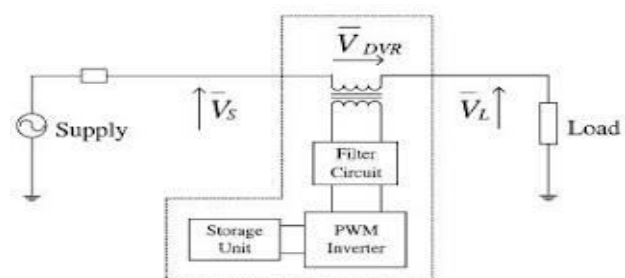 V DVR
V S
V L
Supply
Load
Filter
Circuit
Storage
Unit
PWM
Inverter